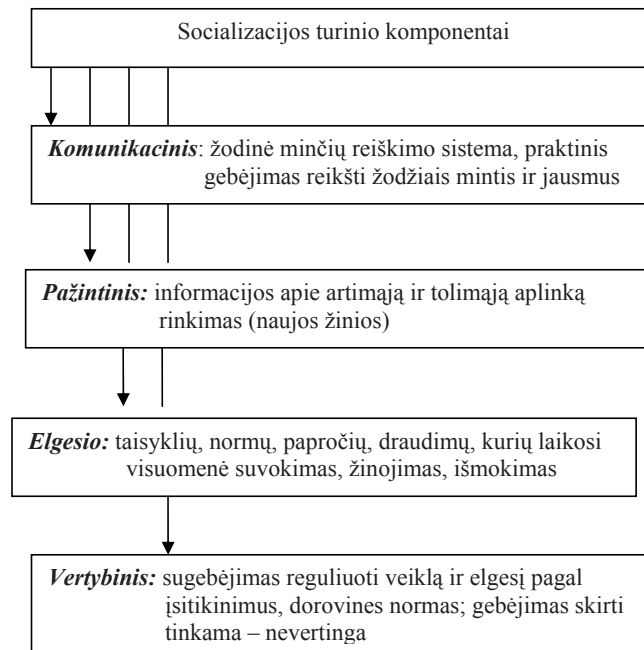 Socializacijos turinio komponentai
Komunikacinis: žodinė minčių reiškimo sistema, praktinis
gebėjimas reikšti žodžiais mintis ir jausmus
Pažintinis: informacijos apie artimąją ir tolimąją aplinką
rinkimas (naujos žinios)
Elgesio: taisyklių, normų, papročių, draudimų, kurių laikosi
visuomenė suvokimas, žinojimas, išmokimas
Vertybinis: sugebėjimas reguliuoti veiklą ir elgesį pagal
įsitikinimus, dorovines normas; gebėjimas skirti
tinkama – nevertinga